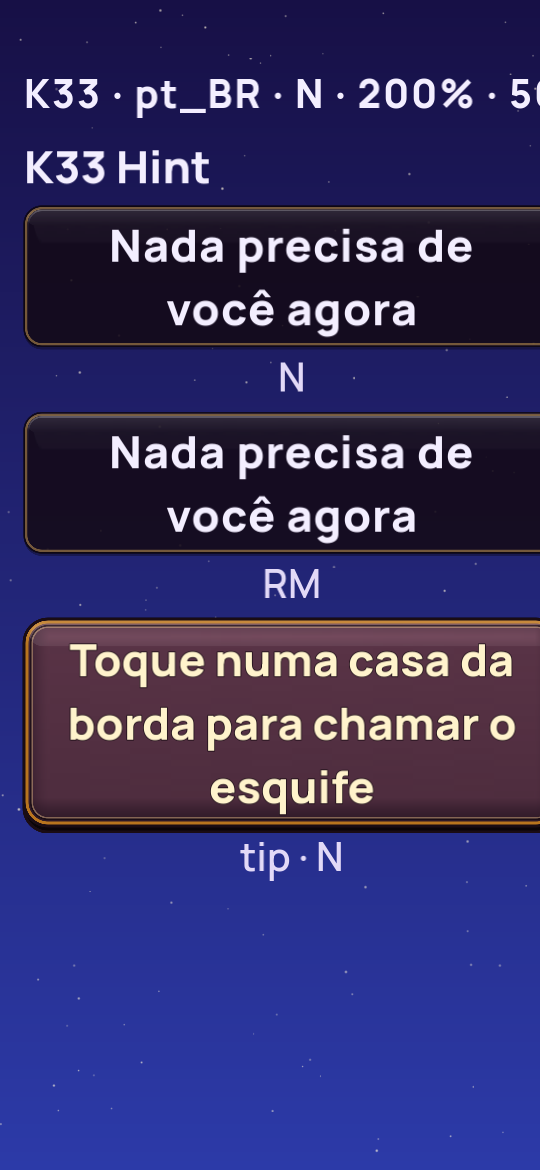 K33 · pt_BR · N · 200% · 5
K33 Hint
Nada precisa de
você agora
N
Nada precisa de
você agora
RM
Toque numa casa da
borda para chamar o
esquife
tip · N